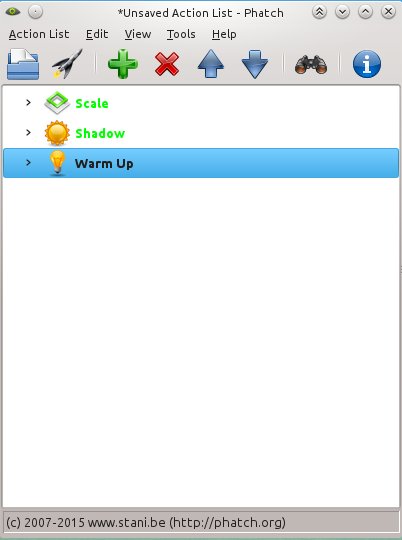 *Unsaved Action List - Phatch
Action List Edit View Tools Help
Scale
Shadow
Warm Up
(c) 2007-2015 www.stani.be (http://phatch.org)